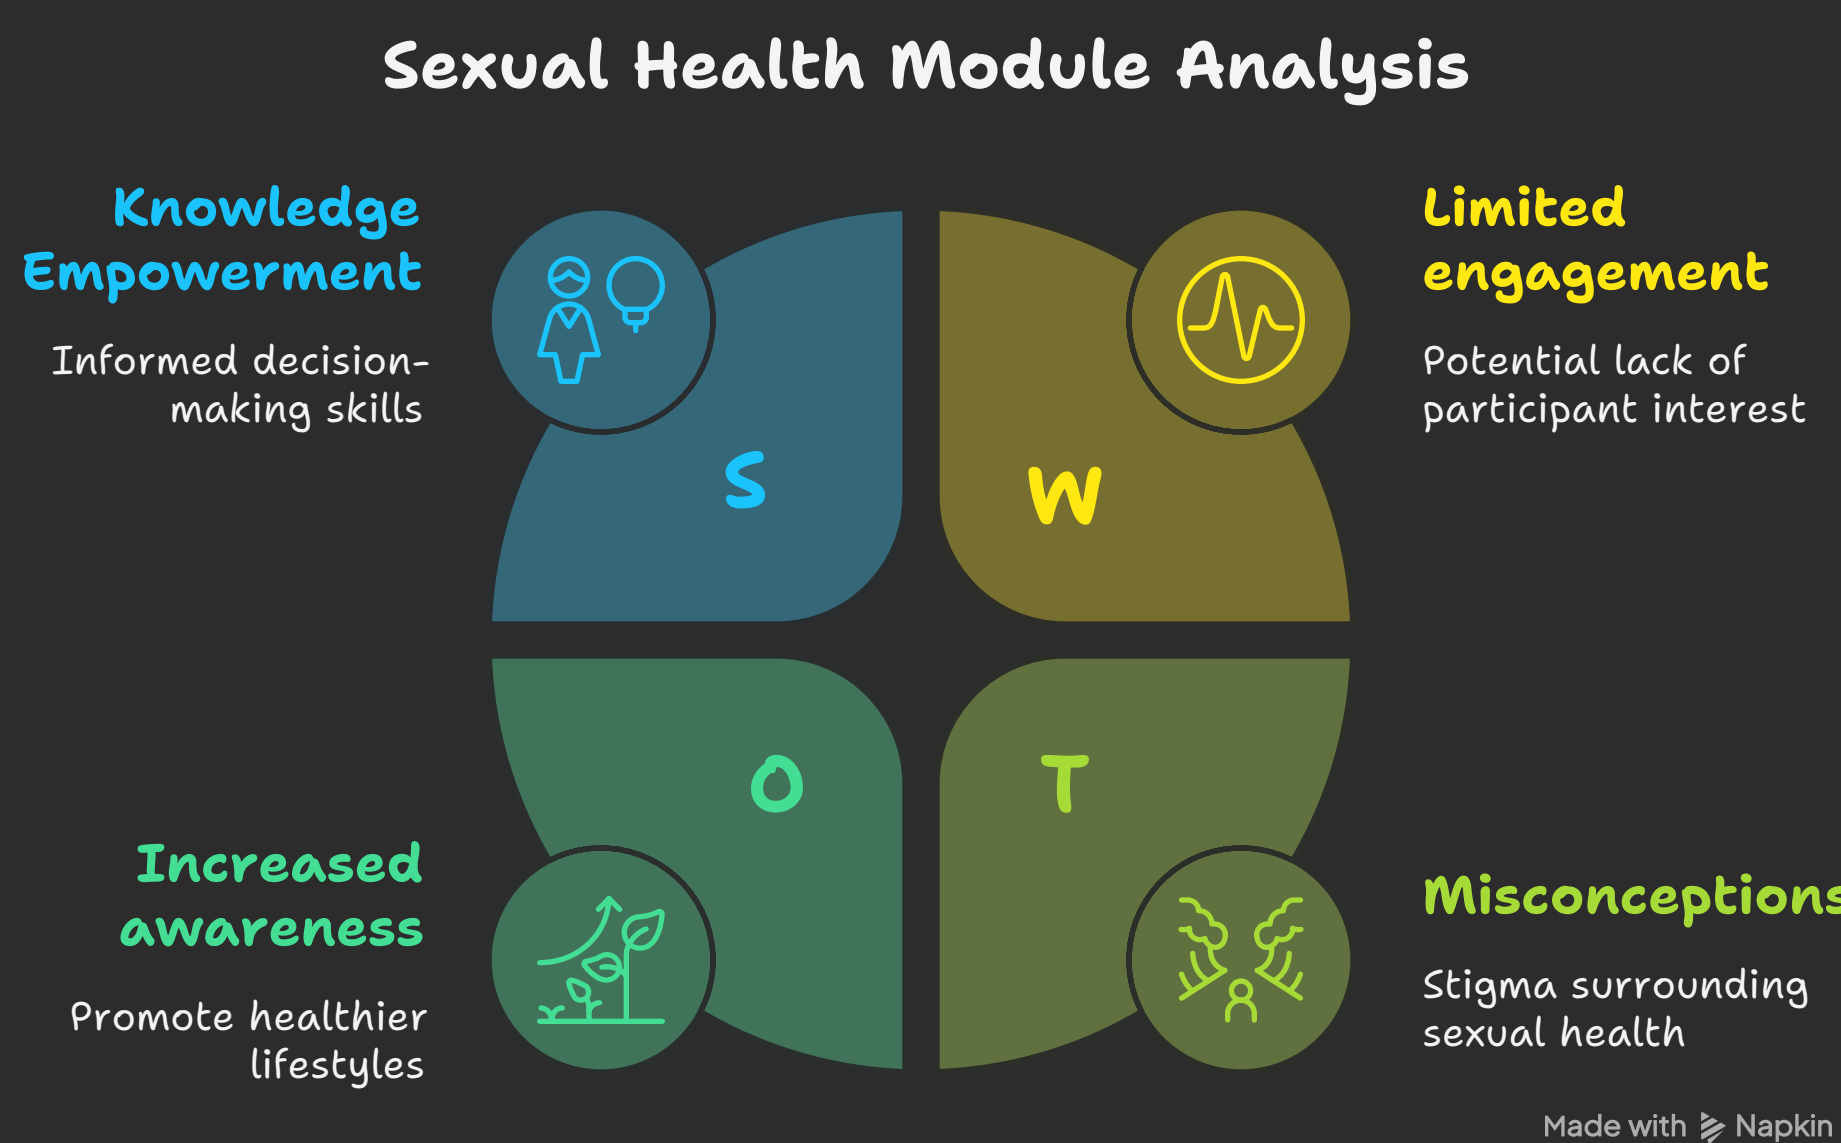 Sexual Health Module Analysis
Knowledge
Empowerment
Informed decision-
making skills
S
W
Limited
engagement
Potential lack of
participant interest
Increased
awareness
Promote healthier
lifestyles
O
T
Misconceptions
Stigma surrounding
sexual health
Made with Napkin